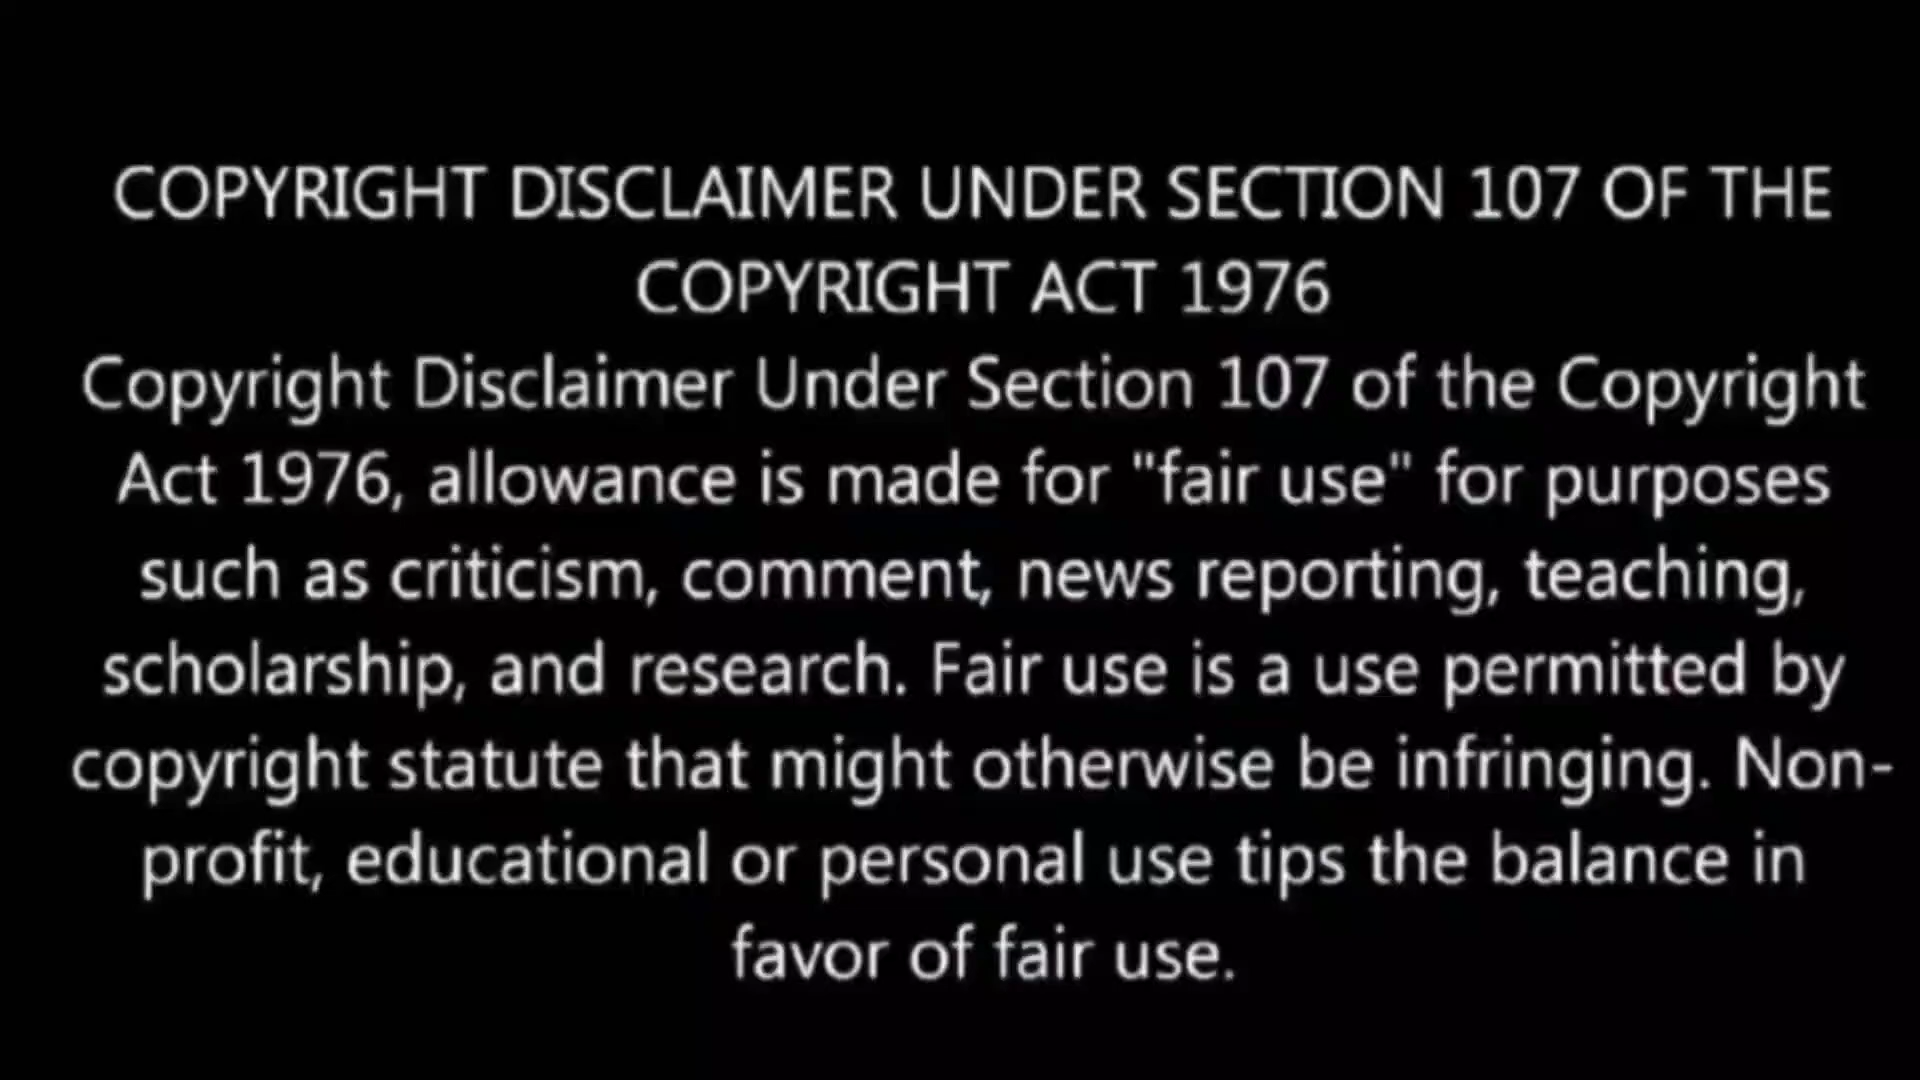 COPYRIGHT DISCLAIMER UNDER SECTION 107 OF THE
COPYRIGHT ACT 1976
Copyright Disclaimer Under Section 107 of the Copyright
Act 1976, allowance is made for "fair use" for purposes
such as criticism, comment, news reporting, teaching,
scholarship, and research. Fair use is a use permitted by
copyright statute that might otherwise be infringing. Non-
profit, educational or personal use tips the balance in
favor of fair use.